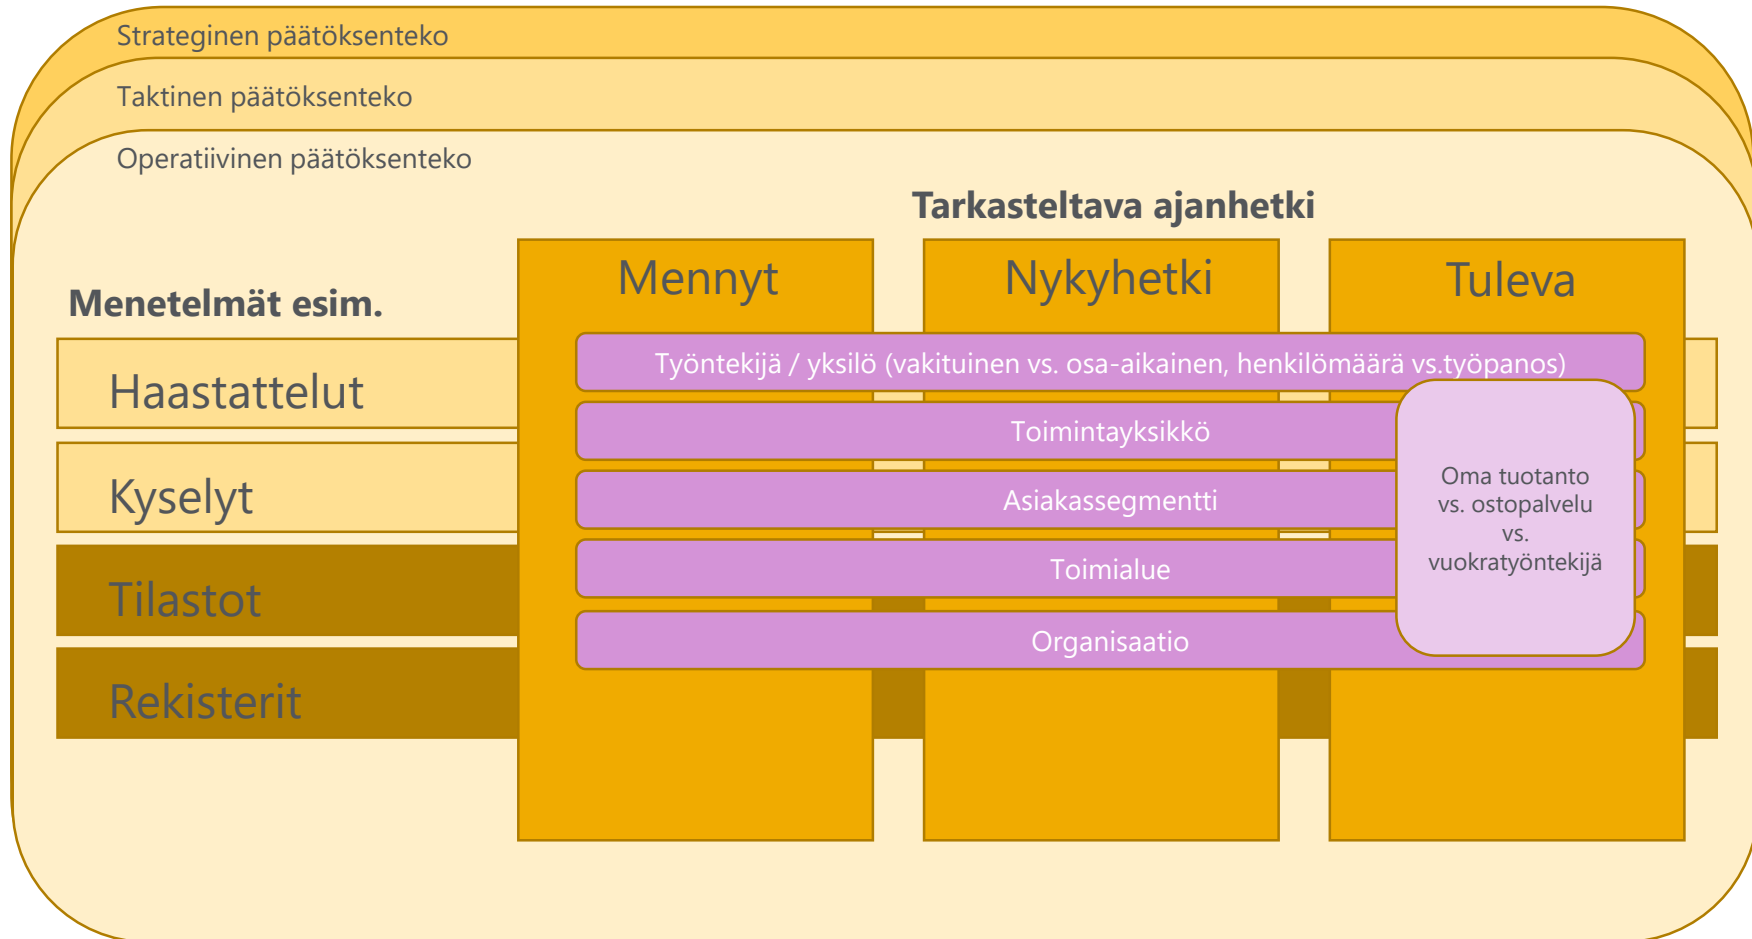 Strateginen päätöksenteko
Taktinen päätöksenteko
Operatiivinen päätöksenteko
Tarkasteltava ajanhetki
Mennyt
Nykyhetki
Tuleva
Menetelmät esim.
Haastattelut
Kyselyt
Tilastot
Rekisterit
Työntekijä / yksilö (vakituinen vs. osa-aikainen, henkilömäärä vs.työpanos)
Toimintayksikkö
Asiakassegmentti
Toimialue
Organisaatio
Oma tuotanto
vs. ostopalvelu
vs.
vuokratyöntekijä